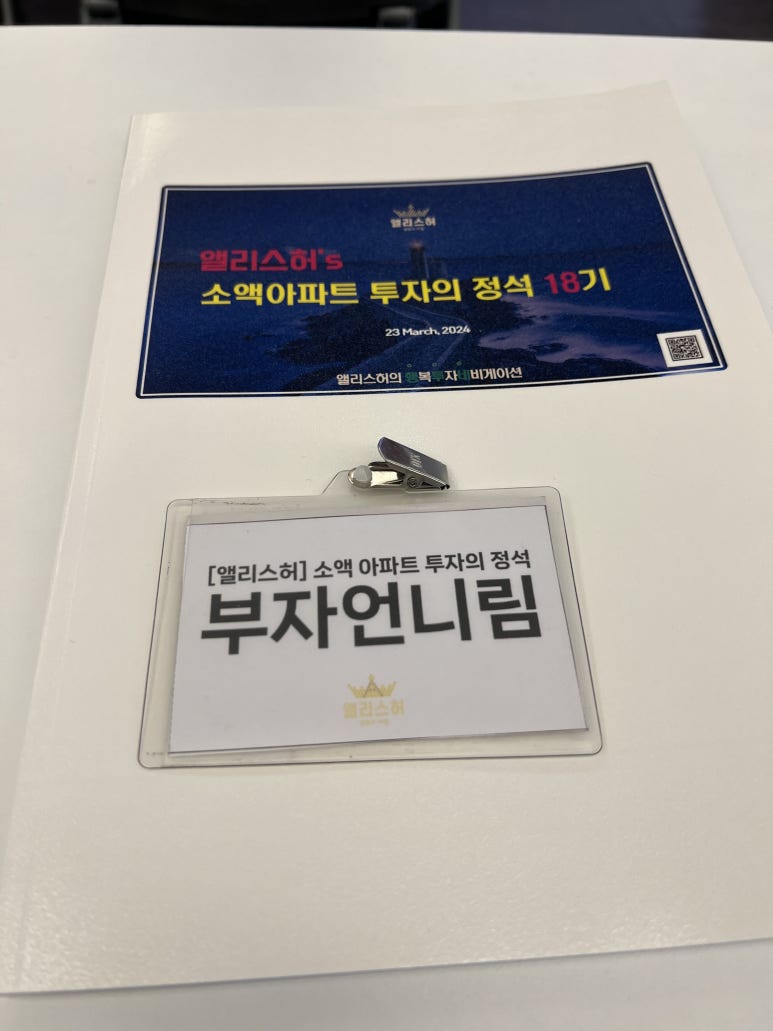 앨리스허
앨리스허's
소액아파트 투자의 정석 18기
23 March, 2024
앨리스허의 행복투자네비게이션
[앨리스허] 소액 아파트 투자의 정석
부자언니림
앨리스허